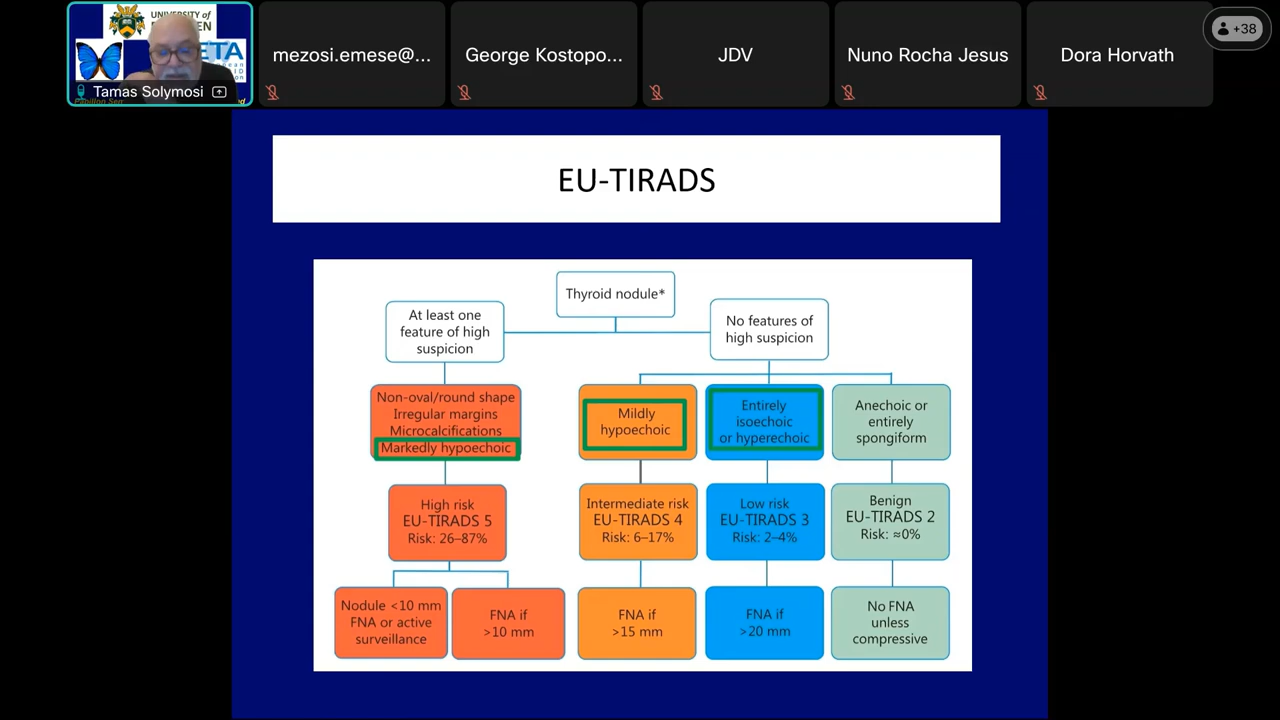 UNIVERSITY of
ETA
Tamas Solymosi
mezosi.emese@...
George Kostopo...
JDV
Nuno Rocha Jesus
Dora Horvath
+38
EU-TIRADS
Thyroid nodule*
At least one
feature of high
suspicion
No features of
high suspicion
Non-oval/round shape
Irregular margins
Microcalcifications
Markedly hypoechoic
Mildly
hypoechoic
Entirely
isoechoic
or hyperechoic
Anechoic or
entirely
spongiform
High risk
EU-TIRADS 5
Risk: 26–87%
Intermediate risk
EU-TIRADS 4
Risk: 6–17%
Low risk
EU-TIRADS 3
Risk: 2–4%
Benign
EU-TIRADS 2
Risk: ≈0%
Nodule <10 mm
FNA or active
surveillance
FNA if
>10 mm
FNA if
>15 mm
FNA if
>20 mm
No FNA
unless
compressive